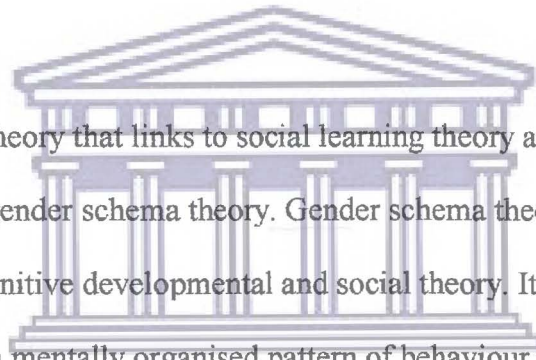 heory that links to social learning theory a
ender schema theory. Gender schema the
nitive developmental and social theory. It
mentally organised pattern of behaviour